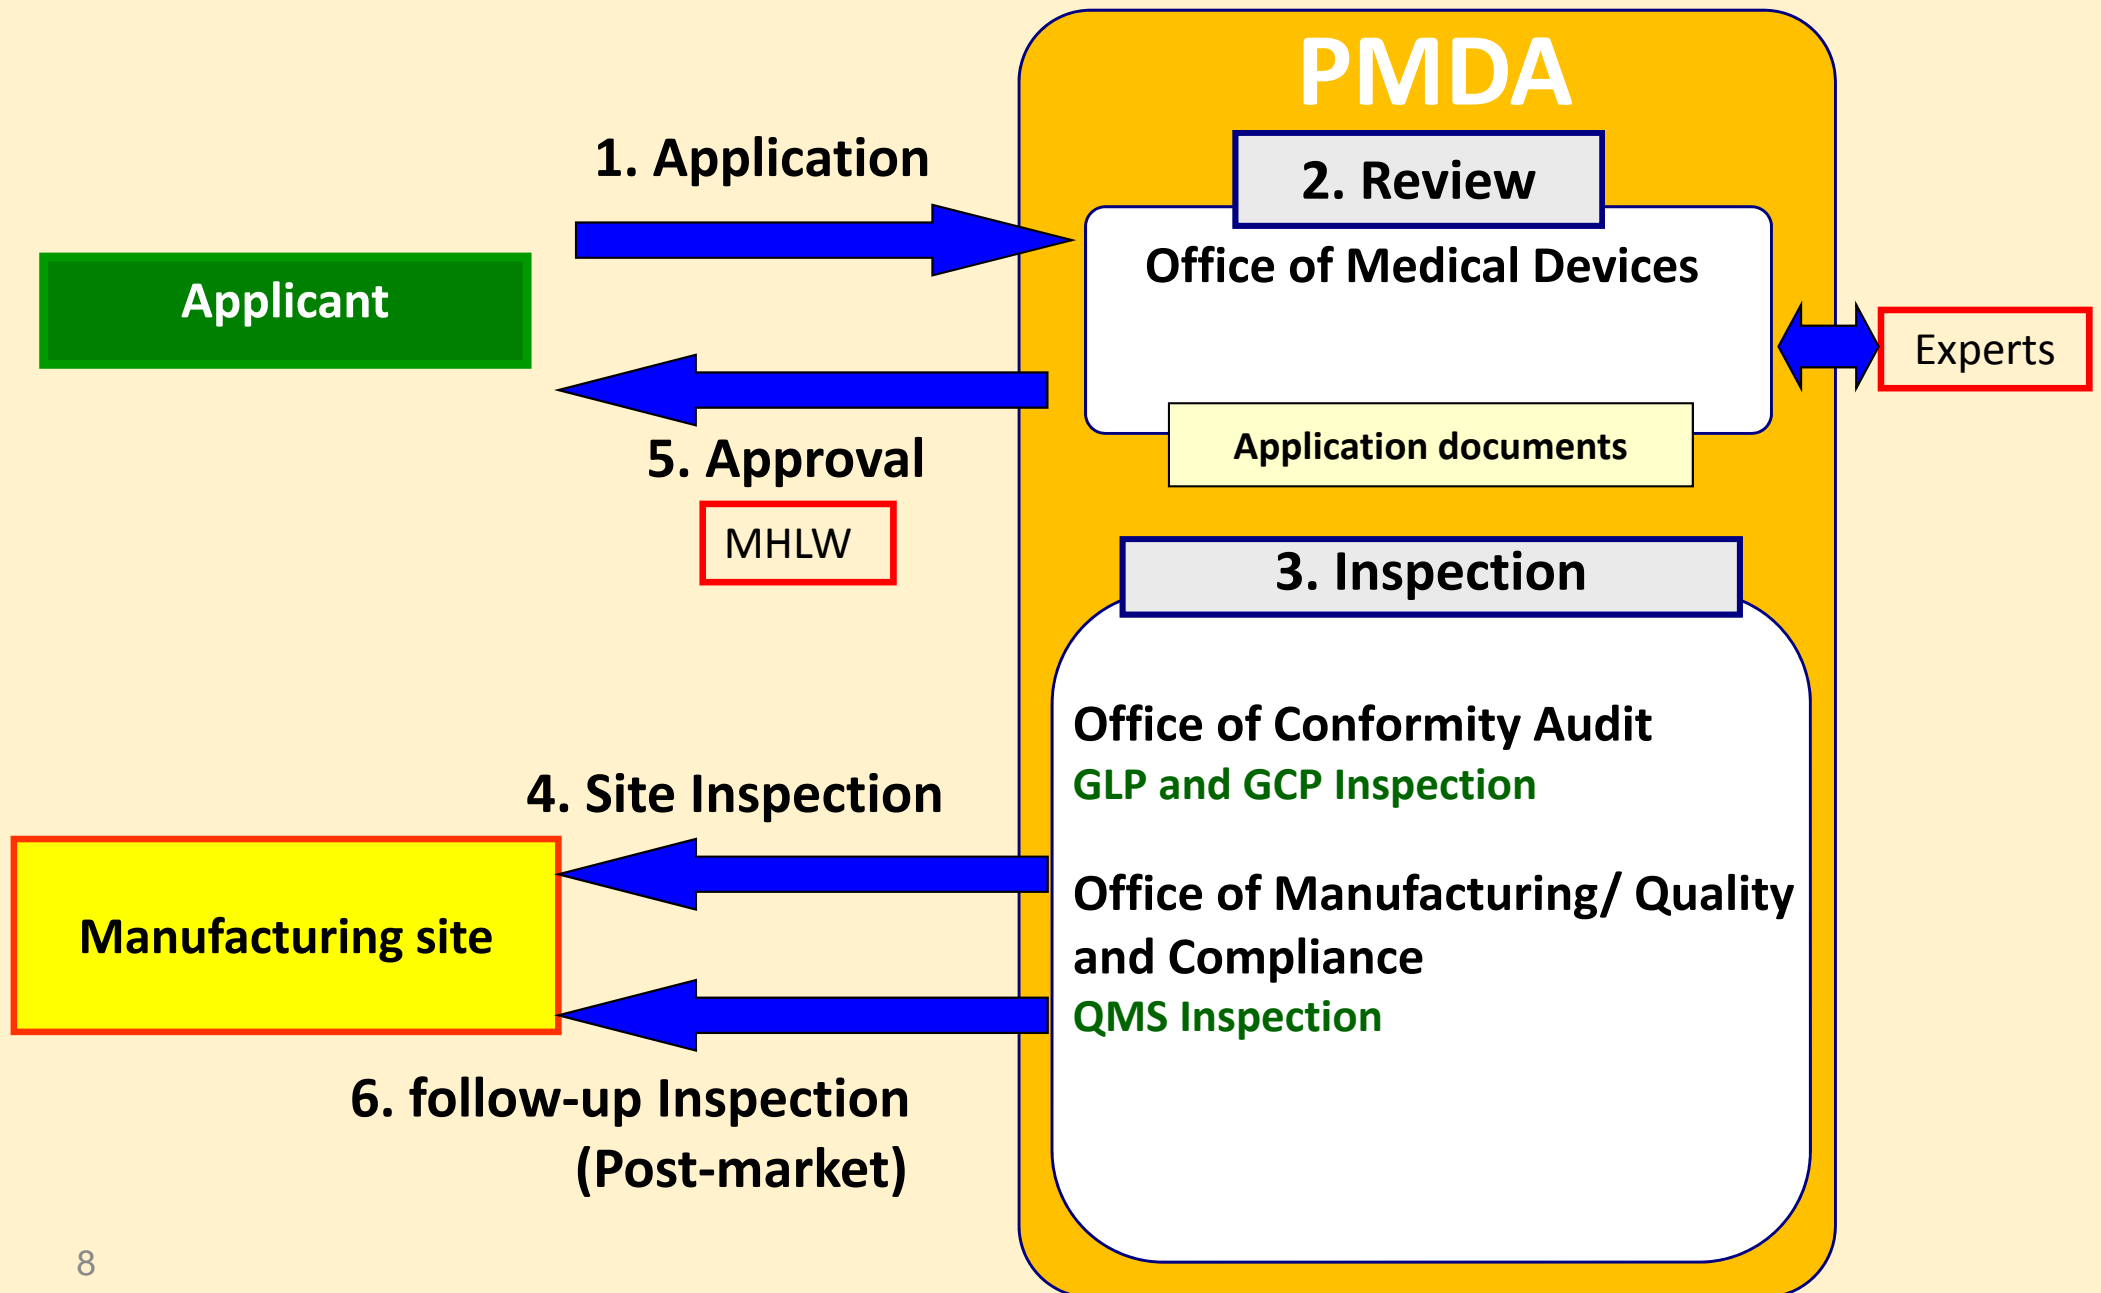 PMDA
1. Application
2. Review
Office of Medical Devices
Applicant
Experts
Application documents
5. Approval
MHLW
3. Inspection
Office of Conformity Audit
GLP and GCP Inspection
4. Site Inspection
Office of Manufacturing/ Quality
and Compliance
QMS Inspection
Manufacturing site
6. follow-up Inspection
(Post-market)
8